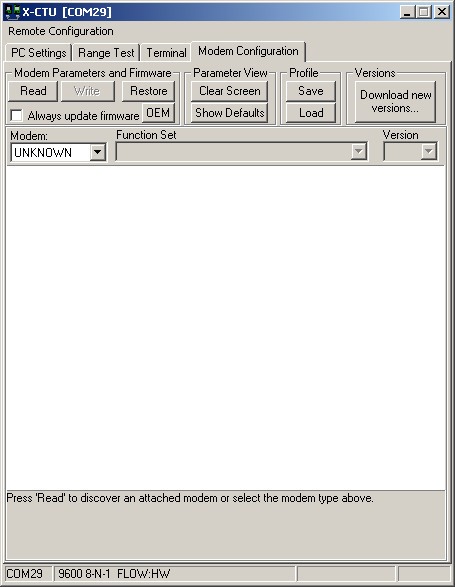 X-CTU [COM29]
Remote Configuration
PC Settings Range Test Terminal Modem Configuration
Modem Parameters and Firmware Parameter View Profile Versions
Read Write Restore Clear Screen Save Download new versions...
Always update firmware OEM Show Defaults Load
Modem: Function Set Version
UNKNOWN
Press 'Read' to discover an attached modem or select the modem type above.
COM29 9600 8-N-1 FLOW:HW